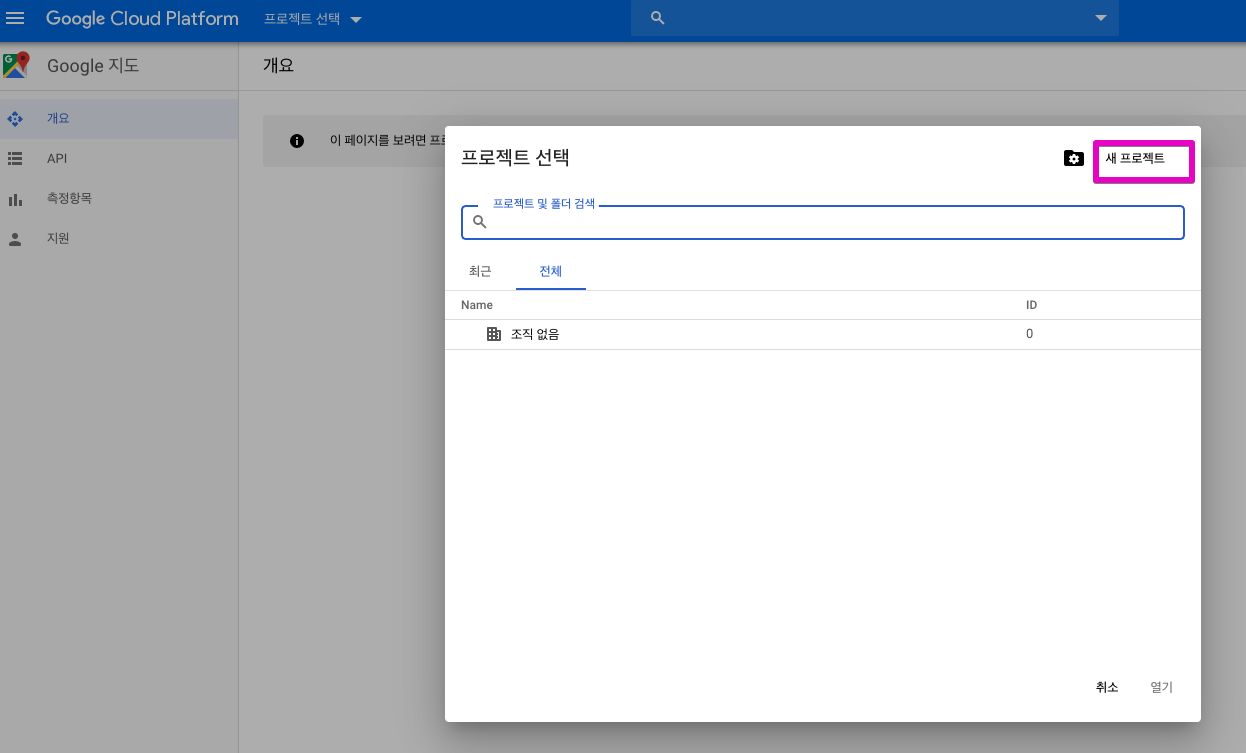 Google Cloud Platform 프로젝트 선택
Google 지도
개요
개요
API
측정항목
지원
이 페이지를 보려면 프로
프로젝트 선택
새 프로젝트
프로젝트 및 폴더 검색
최근 전체
Name ID
조직 없음 0
취소 열기